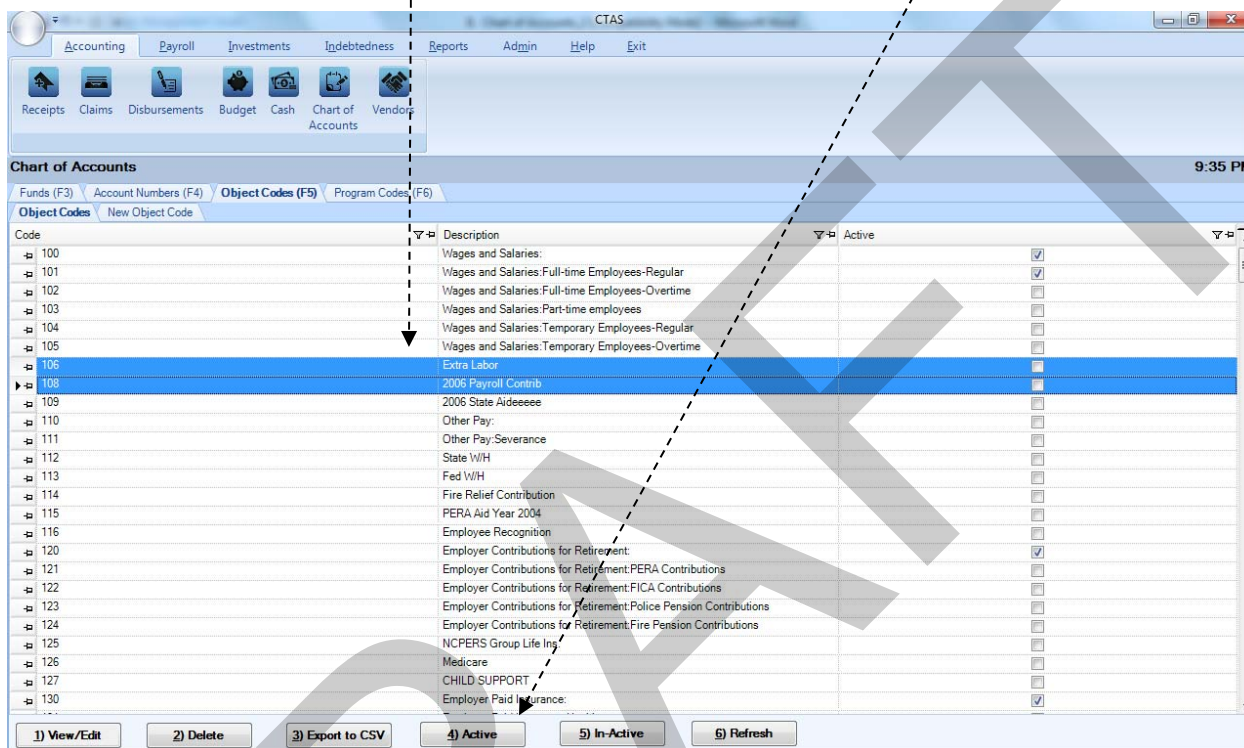 CTAS
Accounting Payroll Investments Indebtedness Reports Admin Help Exit
Receipts Claims Disbursements Budget Cash Chart of Accounts Vendors
Chart of Accounts 9:35 PM
Funds (F3) Account Numbers (F4) Object Codes (F5) Program Codes (F6)
Object Codes New Object Code
Code Description Active
100 Wages and Salaries:
101 Wages and Salaries:Full-time Employees-Regular
102 Wages and Salaries:Full-time Employees-Overtime
103 Wages and Salaries:Part-time employees
104 Wages and Salaries:Temporary Employees-Regular
105 Wages and Salaries:Temporary Employees-Overtime
106 Extra Labor
108 2006 Payroll Contrib
109 2006 State Aideeeee
110 Other Pay:
111 Other Pay:Severance
112 State W/H
113 Fed W/H
114 Fire Relief Contribution
115 PERA Aid Year 2004
116 Employee Recognition
120 Employer Contributions for Retirement:
121 Employer Contributions for Retirement:PERA Contributions
122 Employer Contributions for Retirement:FICA Contributions
123 Employer Contributions for Retirement:Police Pension Contributions
124 Employer Contributions for Retirement:Fire Pension Contributions
125 NCPERS Group Life Ins:
126 Medicare
127 CHILD SUPPORT
130 Employer Paid Insurance:
1) View/Edit 2) Delete 3) Export to CSV 4) Active 5) In-Active 6) Refresh